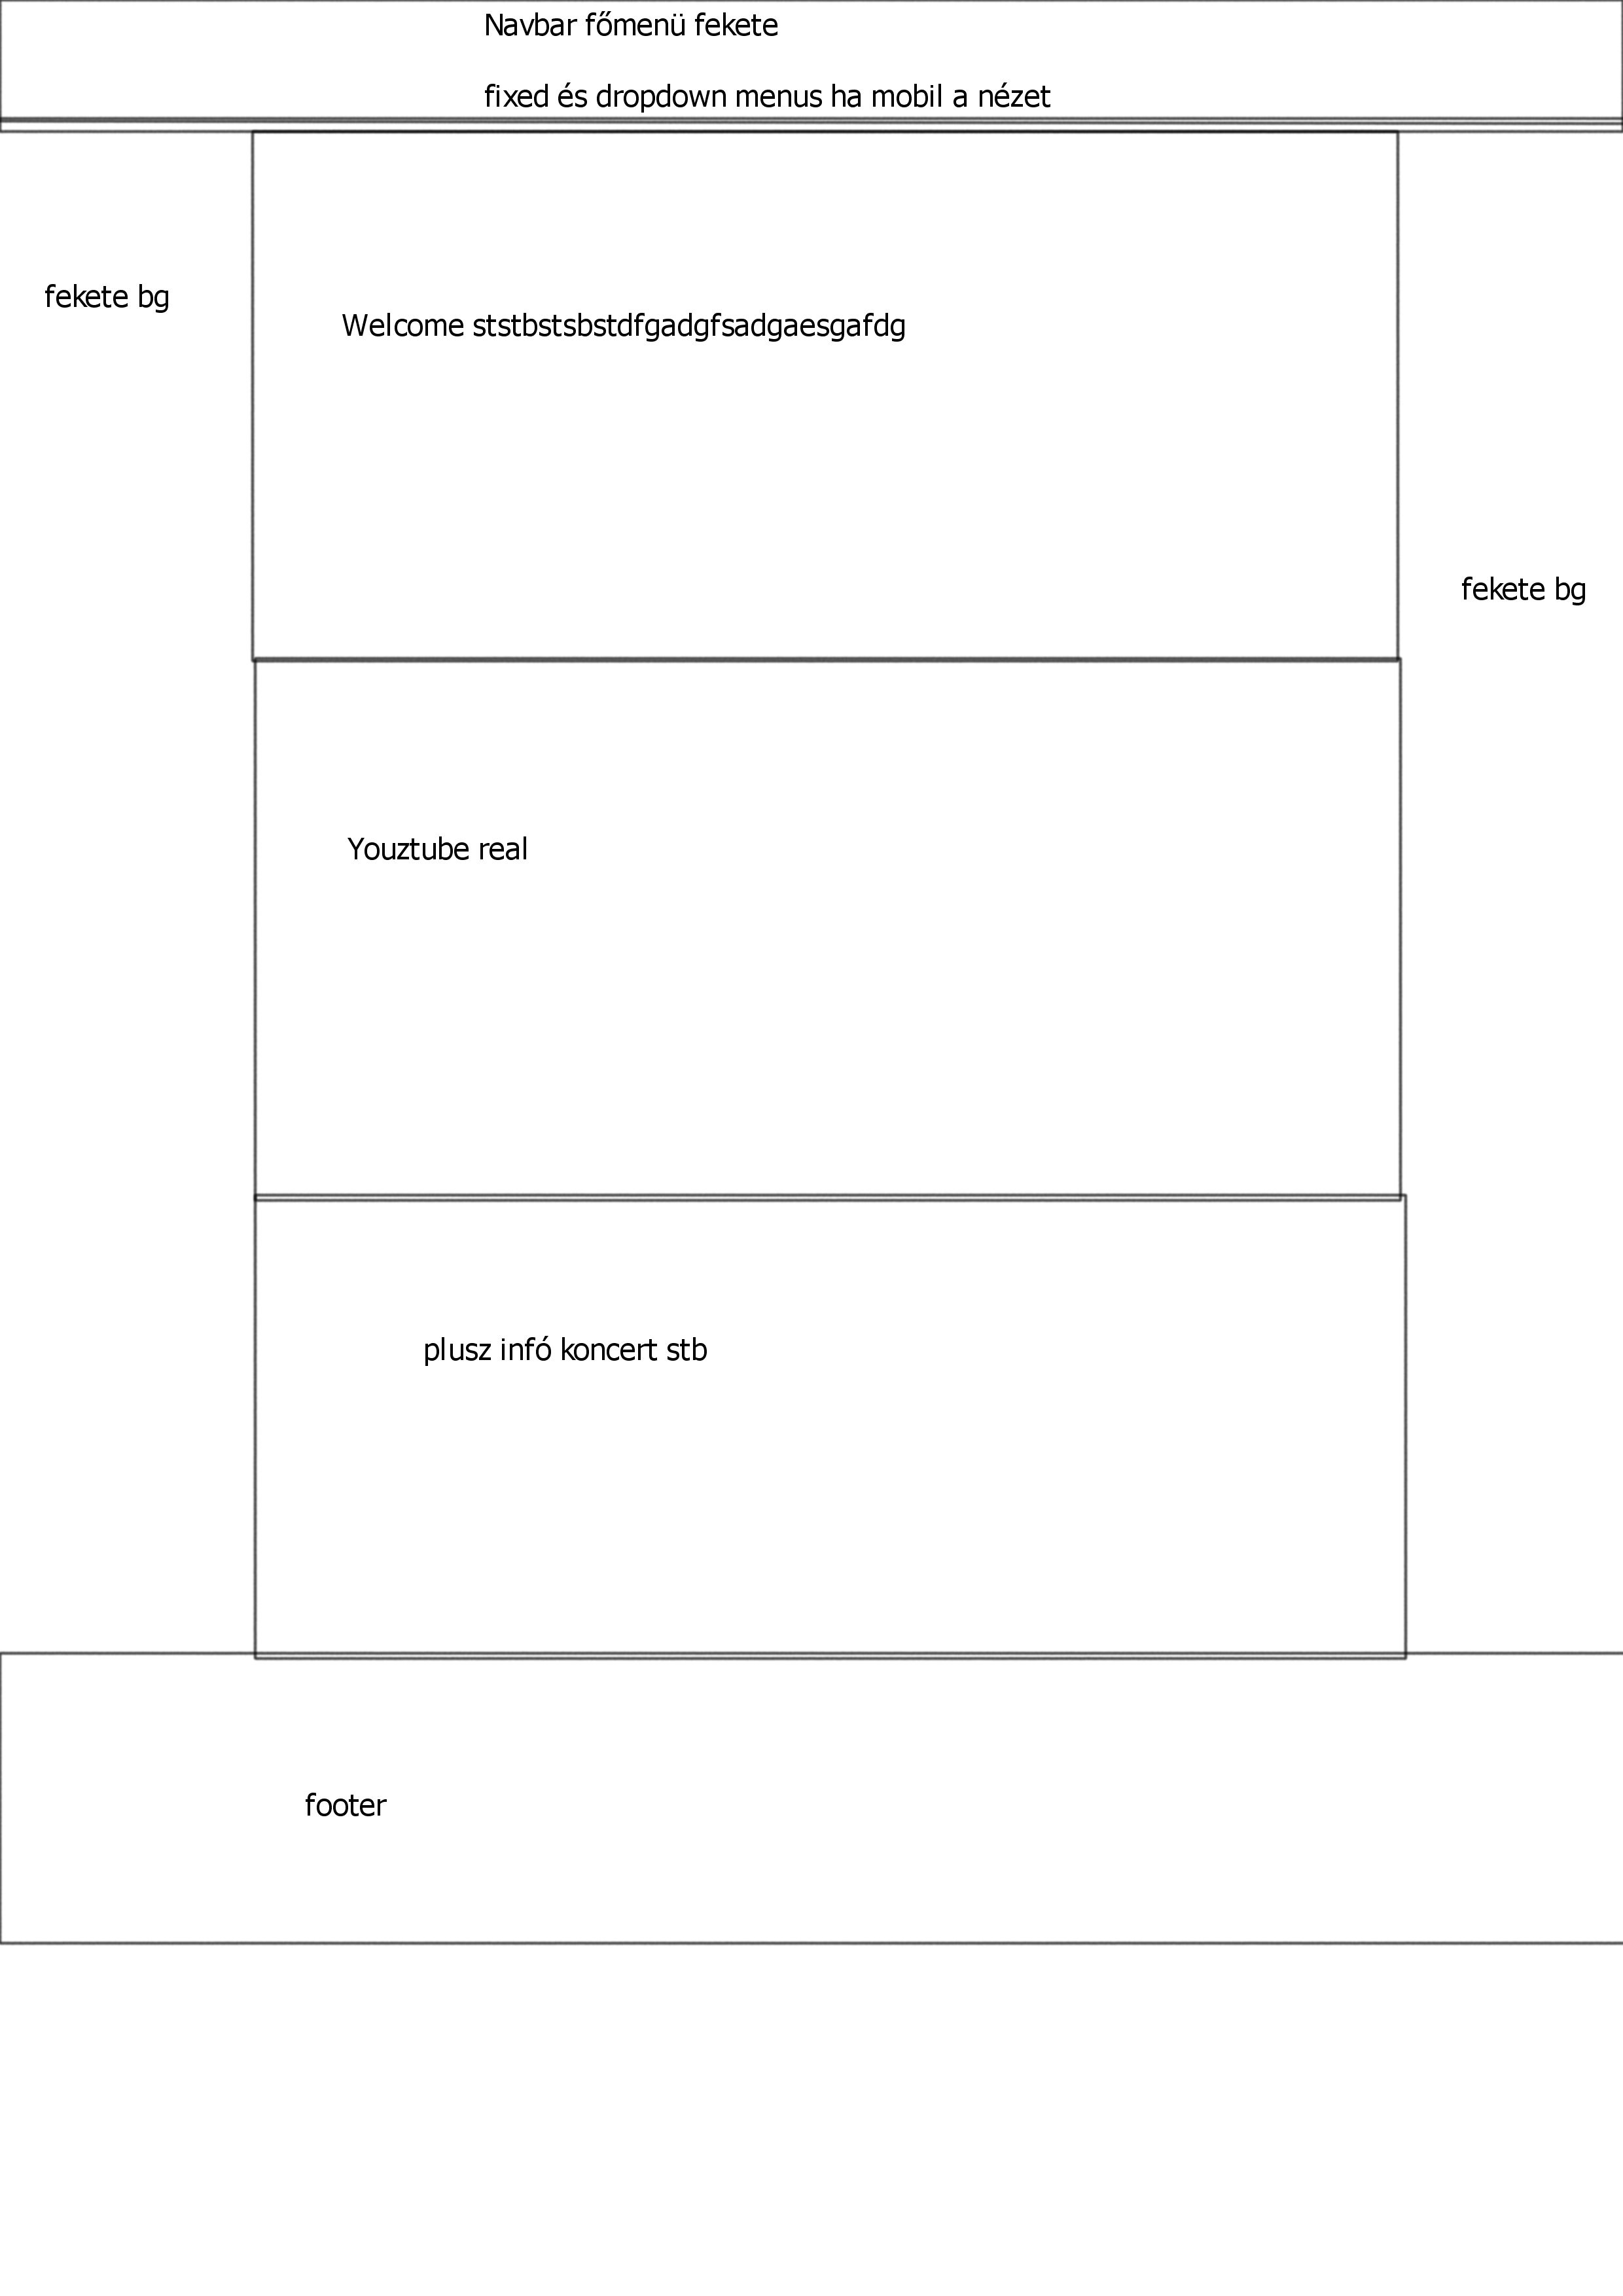 Navbar főmenü fekete
fixed és dropdown menus ha mobil a nézet
fekete bg
Welcome ststbstsbstdfgadgfsadgaesgafdg
fekete bg
Youztube real
plusz infó koncert stb
footer